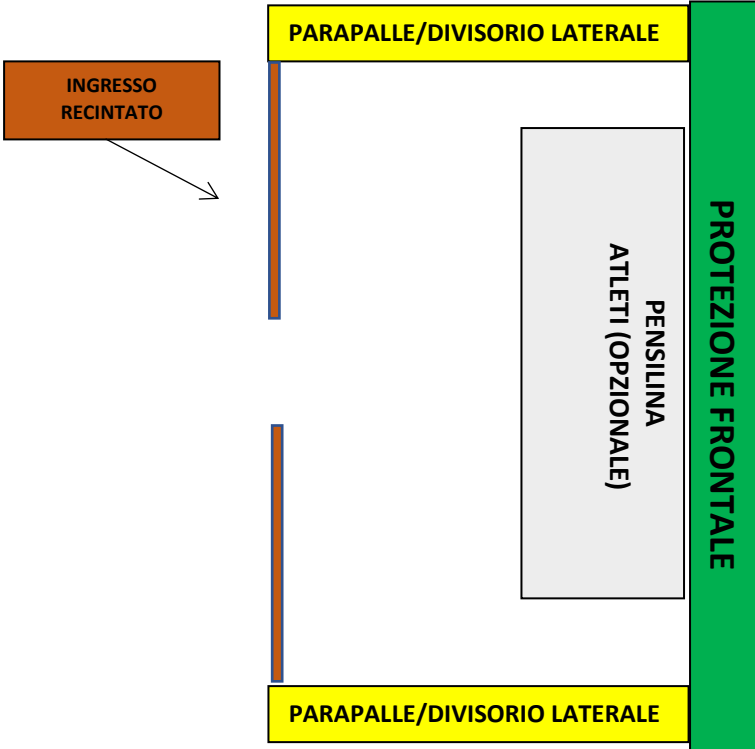 PARAPALLE/DIVISORIO LATERALE
INGRESSO
RECINTATO
PENSILINA
ATLETI (OPZIONALE)
PROTEZIONE FRONTALE
PARAPALLE/DIVISORIO LATERALE